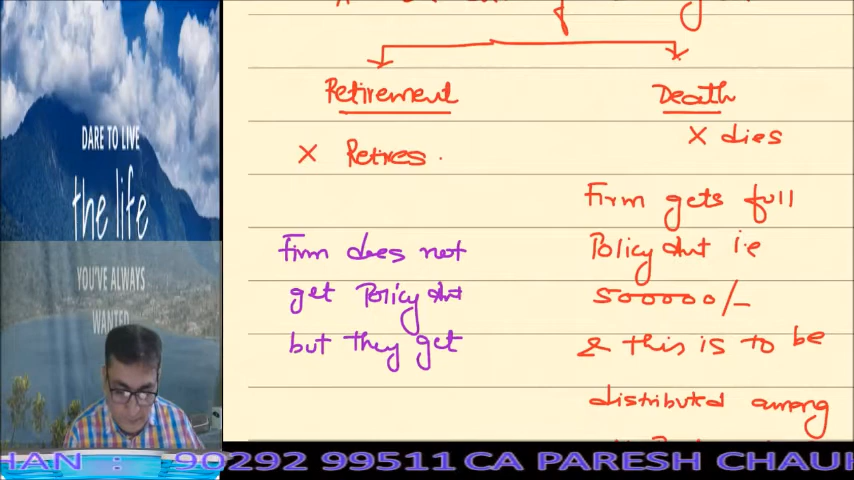 DARE TO LIVE
the life
YOU'VE ALWAYS
WANTED
Retirement
X Retires.
Firm does not
get Policy Amt
but they get
Death
X dies
Firm gets full
Policy Amt i.e
500000/-
& this is to be
distributed among
HAN : 90292 99511 CA PARESH CHAUH